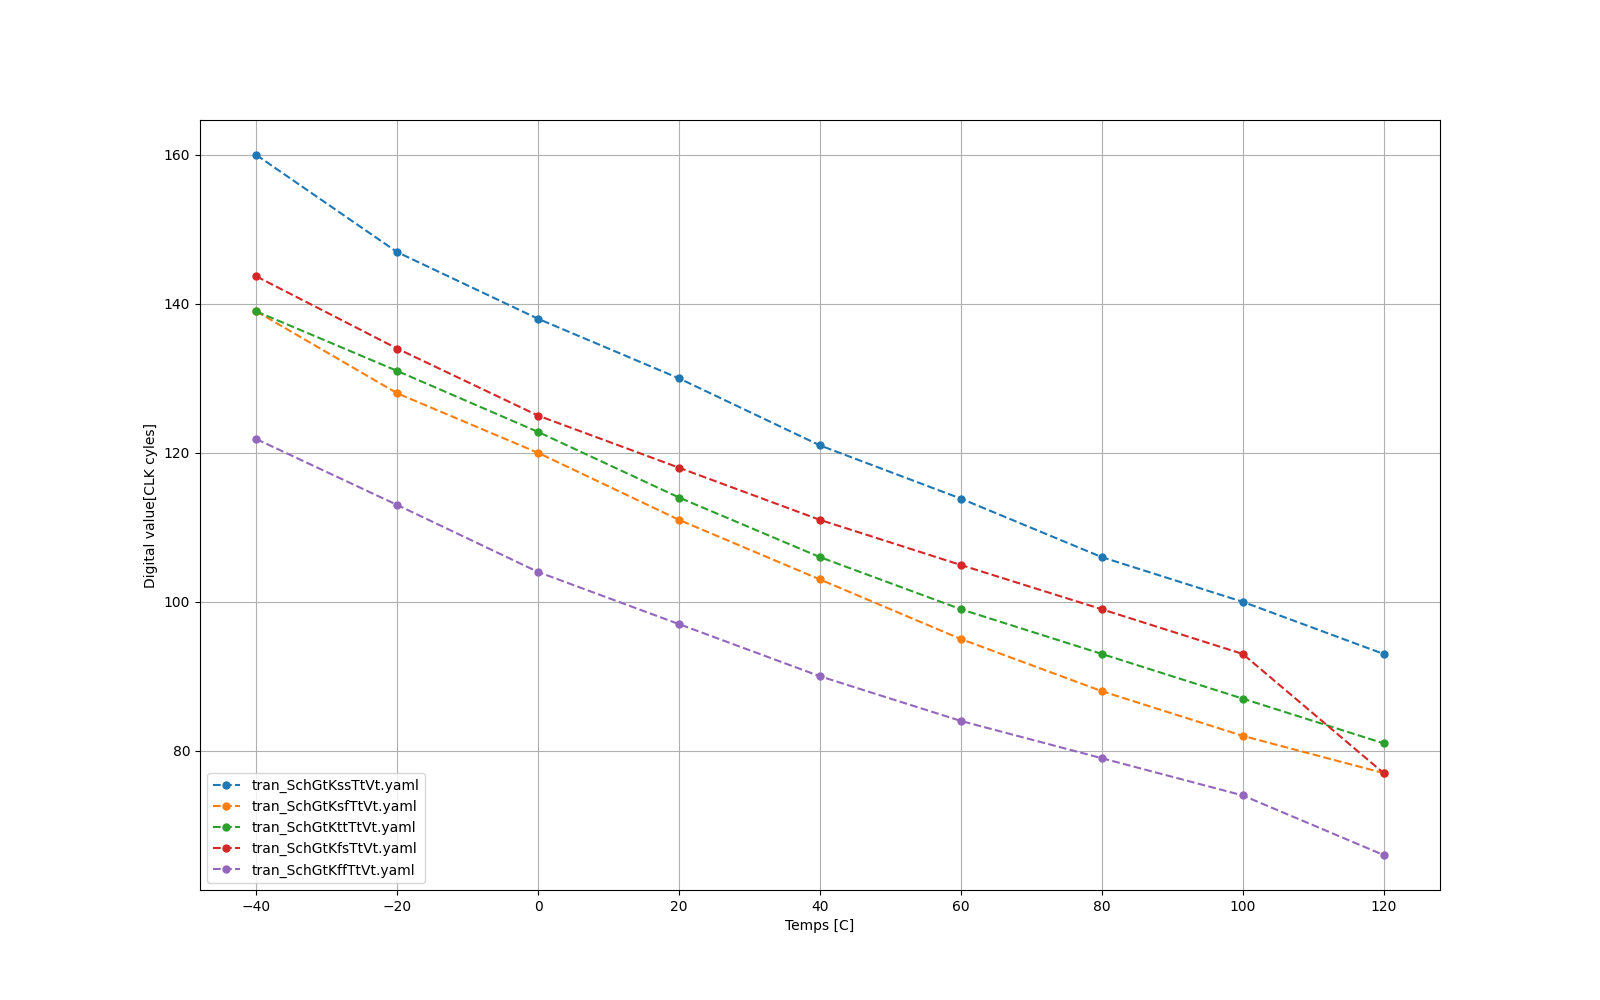 160
140
120
100
80
Digital value[CLK cyles]
tran_SchGtKssTtVt.yaml
tran_SchGtKsfTtVt.yaml
tran_SchGtKttTtVt.yaml
tran_SchGtKfsTtVt.yaml
tran_SchGtKffTtVt.yaml
−40 −20 0 20 40 60 80 100 120
Temps [C]